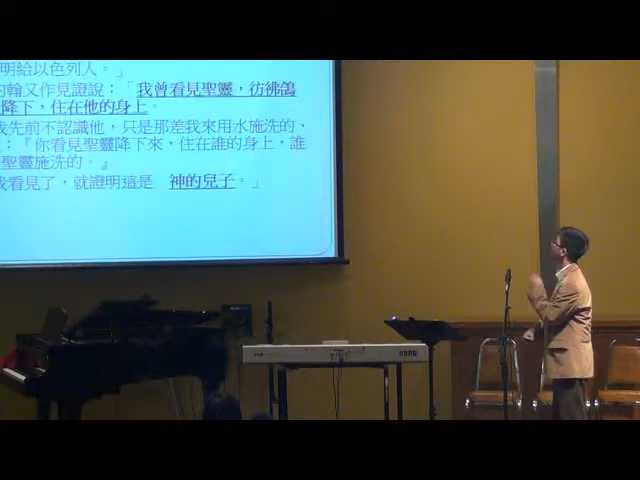 明給以色列人。」
約翰又作見證說：「我曾看見聖靈，彷彿鴿
降下，住在他的身上。
我先前不認識他，只是那差我來用水施洗的、
：『你看見聖靈降下來，住在誰的身上，誰
聖靈施洗的。』
我看見了，就證明這是 神的兒子。」
KORG